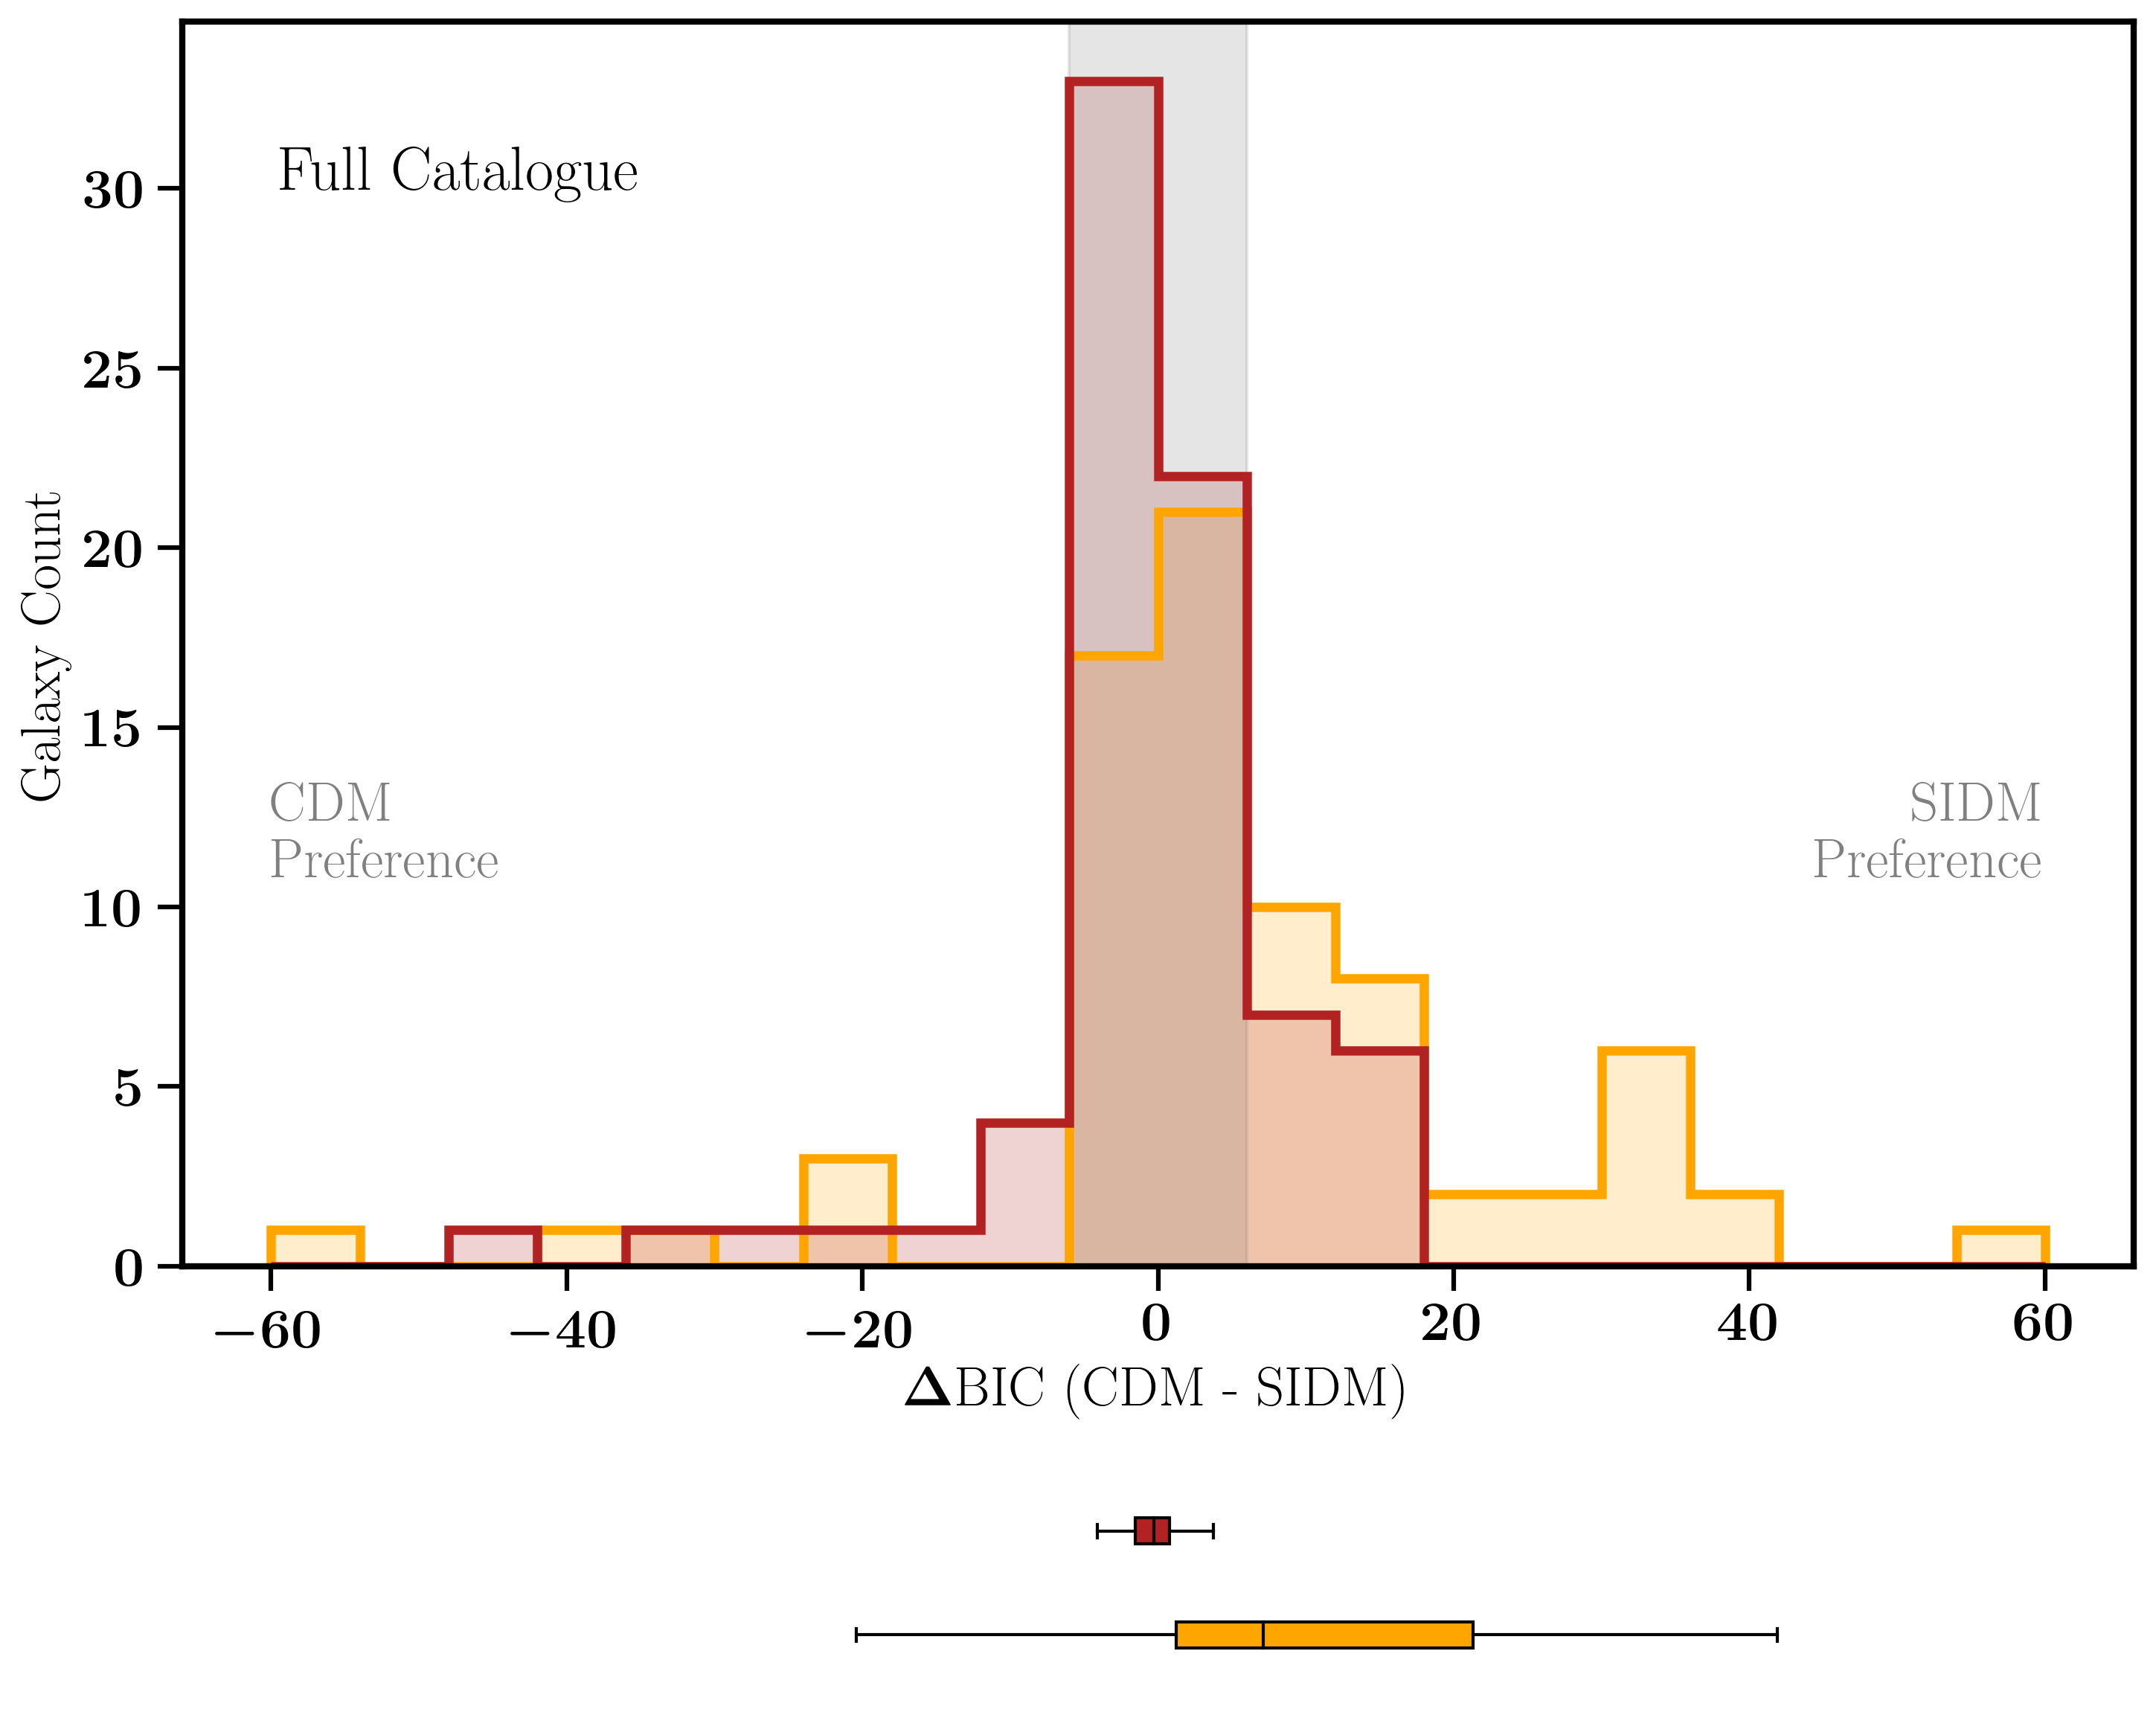 Full Catalogue
30
25
20
15
10
5
0
Galaxy Count
CDM
Preference
SIDM
Preference
−60 −40 −20 0 20 40 60
ΔBIC (CDM - SIDM)